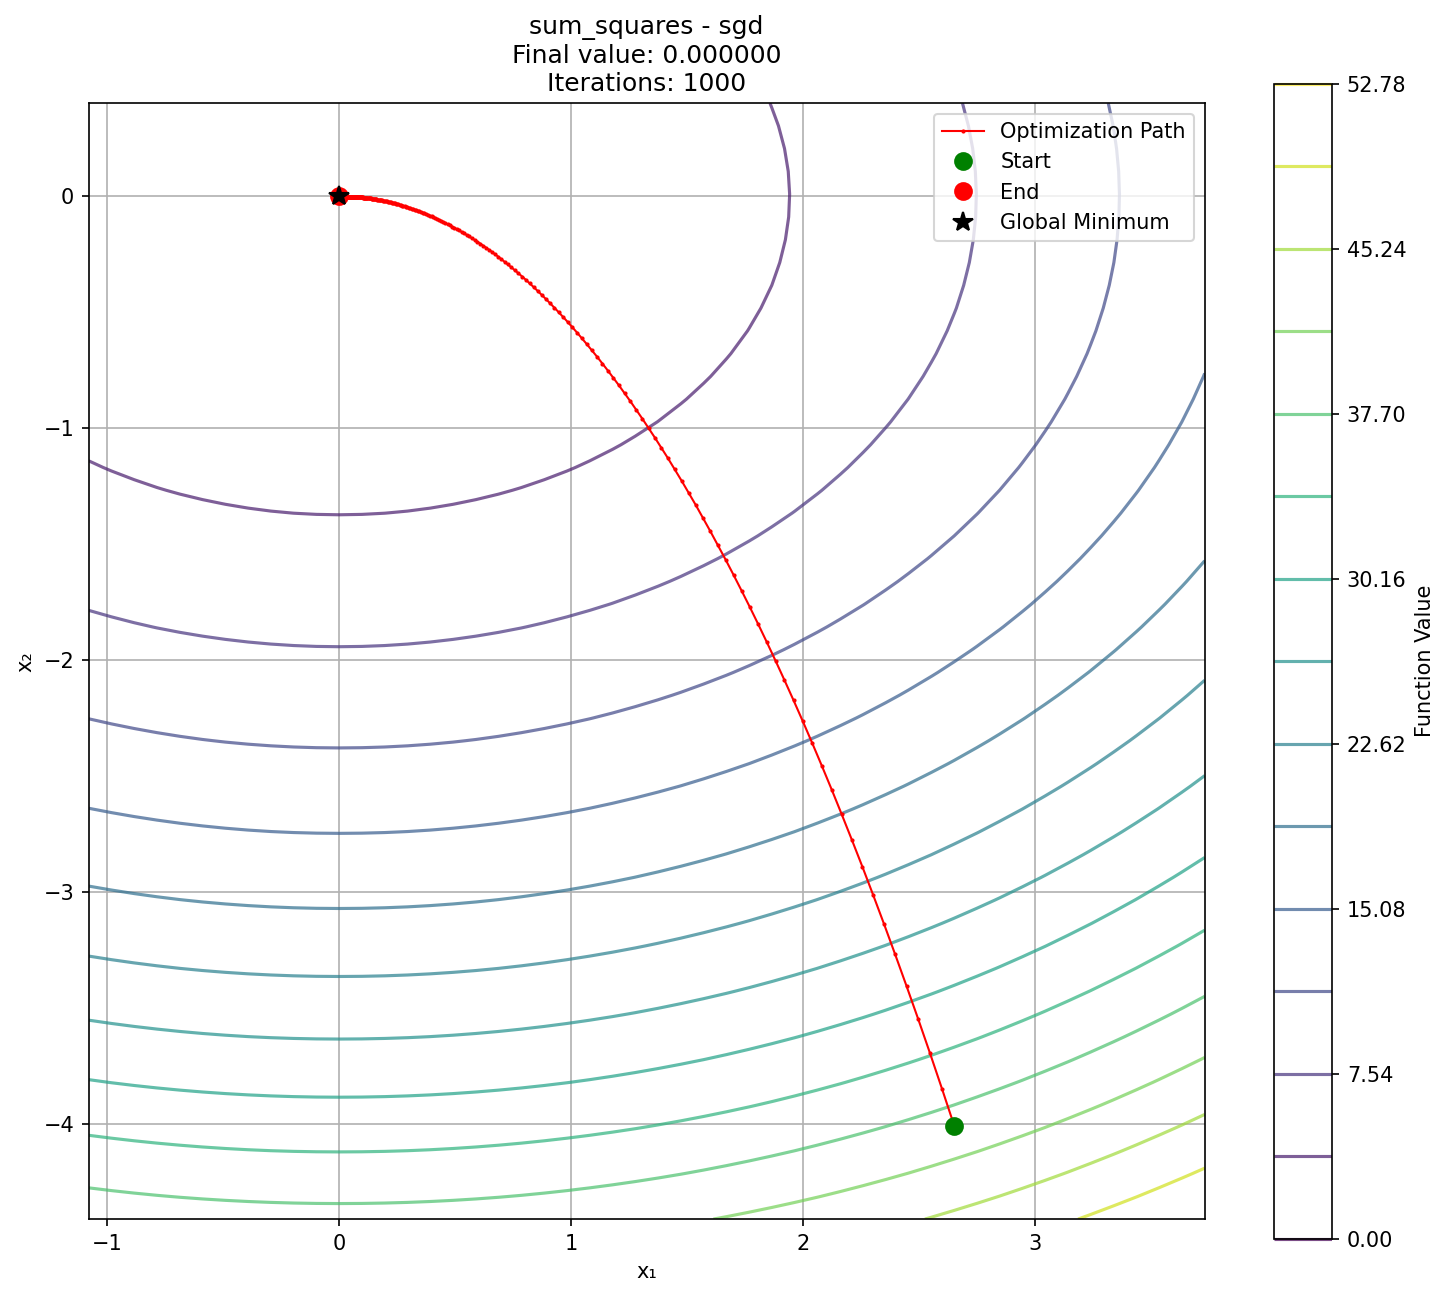 sum_squares - sgd
Final value: 0.000000
Iterations: 1000
Optimization Path
Start
End
Global Minimum
0
−1
−2
−3
−4
x₂
−1
0
1
2
3
x₁
52.78
45.24
37.70
30.16
22.62
15.08
7.54
0.00
Function Value